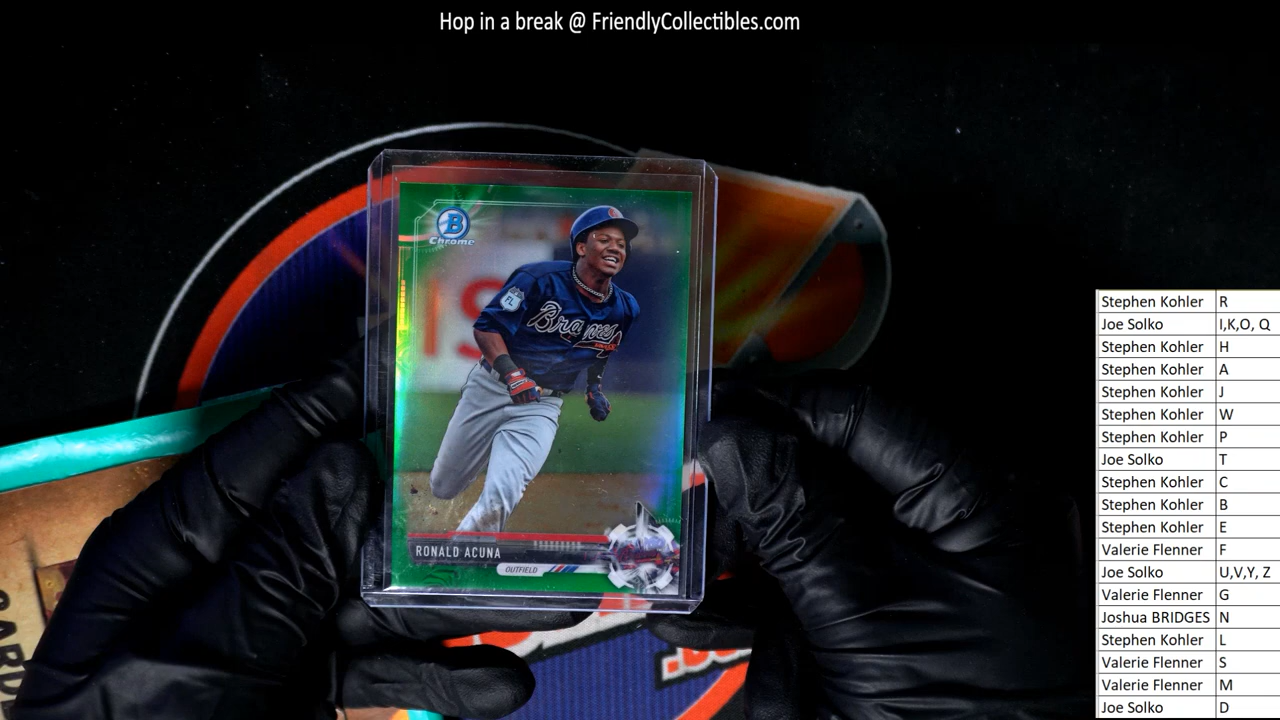 Hop in a break @ FriendlyCollectibles.com
B
Chrome
FL
Braves
RONALD ACUNA
OUTFIELD
Stephen Kohler R
Joe Solko I,K,O, Q
Stephen Kohler H
Stephen Kohler A
Stephen Kohler J
Stephen Kohler W
Stephen Kohler P
Joe Solko T
Stephen Kohler C
Stephen Kohler B
Stephen Kohler E
Valerie Flenner F
Joe Solko U,V,Y, Z
Valerie Flenner G
Joshua BRIDGES N
Stephen Kohler L
Valerie Flenner S
Valerie Flenner M
Joe Solko D